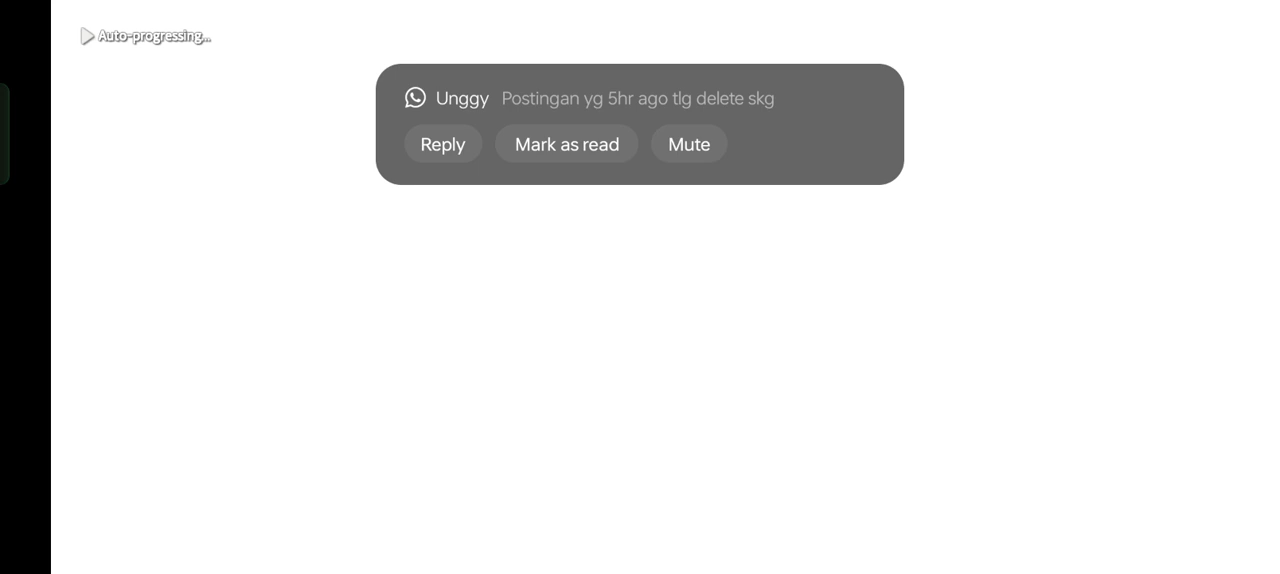 Auto-progressing...
Unggy Postingan yg 5hr ago tlg delete skg
Reply Mark as read Mute